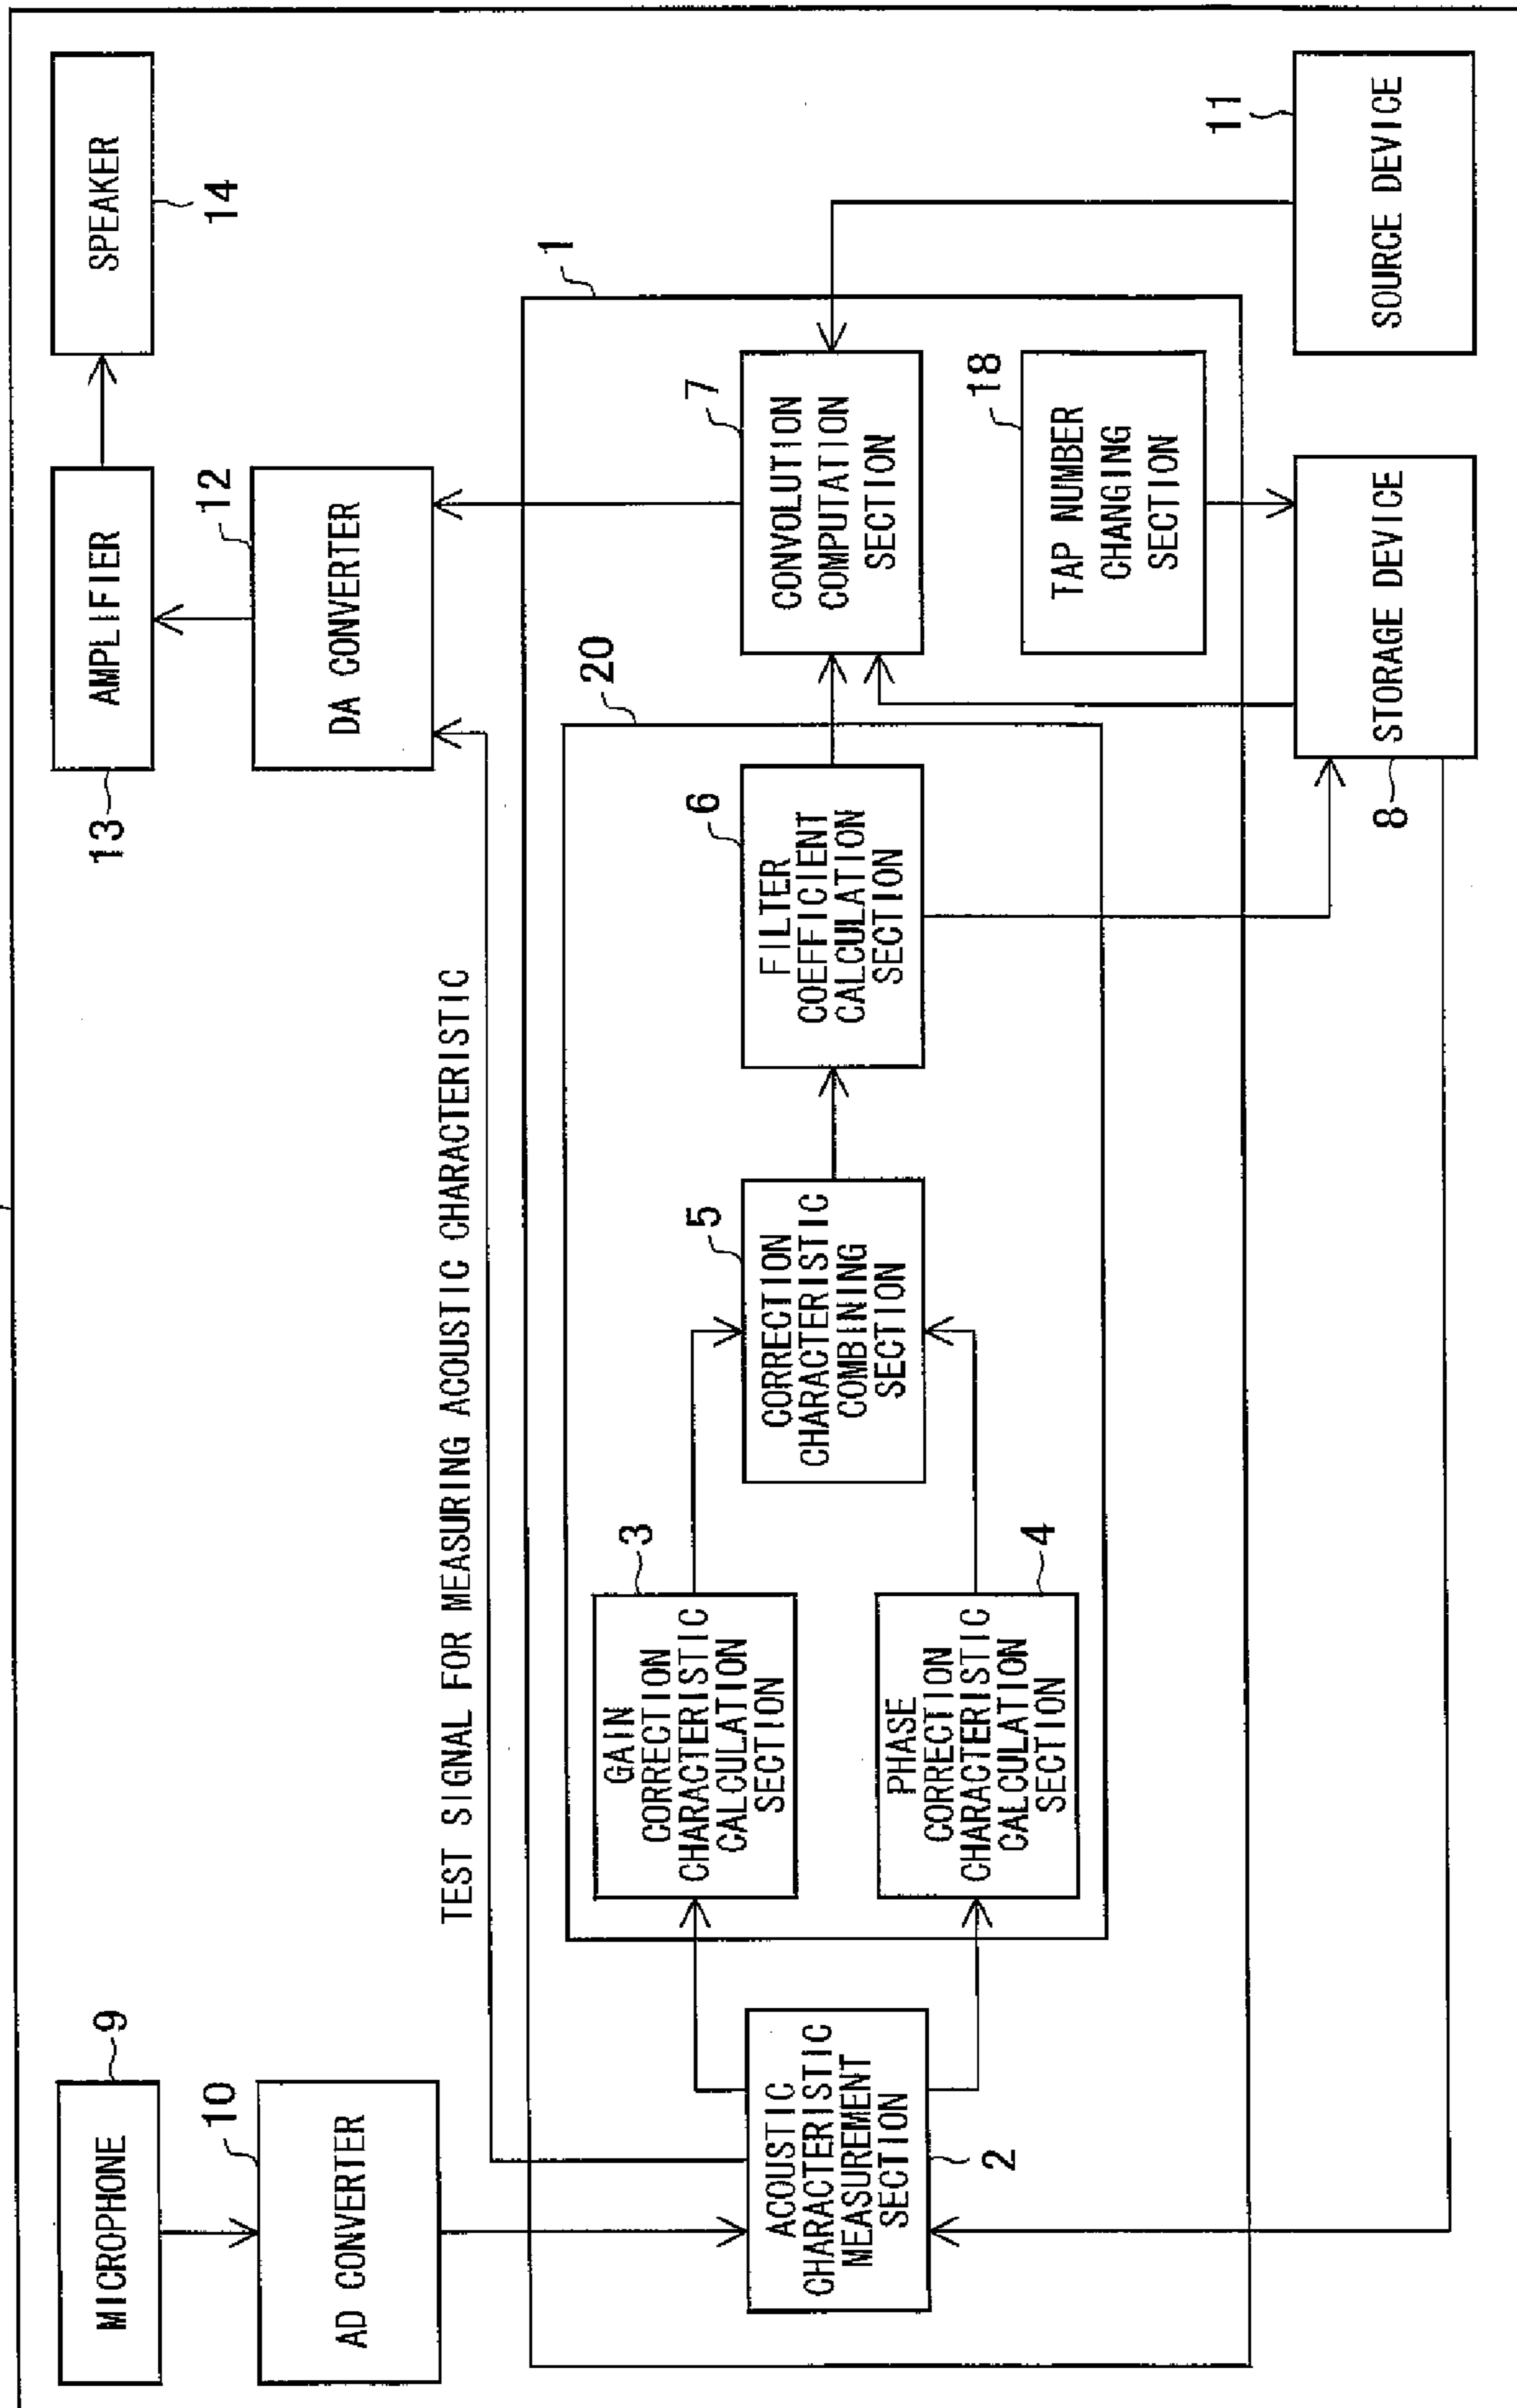 MICROPHONE
9
10
AD CONVERTER
AMPLIFIER
13
SPEAKER
14
12
DA CONVERTER
TEST SIGNAL FOR MEASURING ACOUSTIC CHARACTERISTIC
1
20
ACOUSTIC
CHARACTERISTIC
MEASUREMENT
SECTION
2
GAIN
CORRECTION
CHARACTERISTIC
CALCULATION
SECTION
3
PHASE
CORRECTION
CHARACTERISTIC
CALCULATION
SECTION
4
5
CORRECTION
CHARACTERISTIC
COMBINING
SECTION
6
FILTER
COEFFICIENT
CALCULATION
SECTION
7
CONVOLUTION
COMPUTATION
SECTION
18
TAP NUMBER
CHANGING
SECTION
8
STORAGE DEVICE
11
SOURCE DEVICE